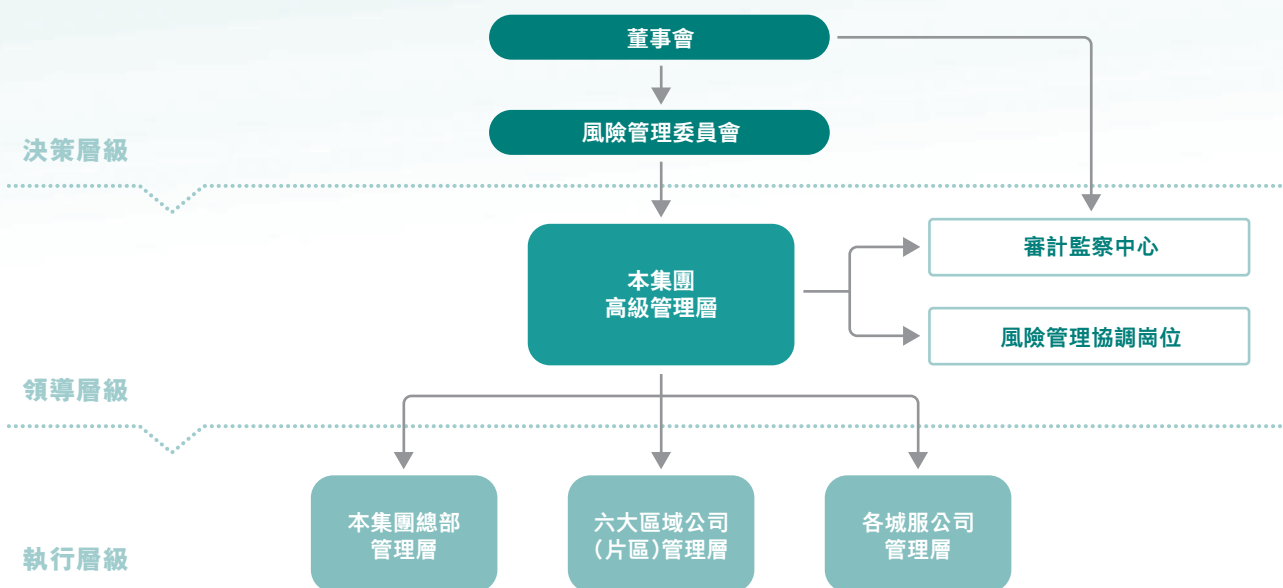 董事會
風險管理委員會
決策層級
審計監察中心
本集團
高級管理層
風險管理協調崗位
領導層級
本集團總部
管理層
六大區域公司
（片區）管理層
各城服公司
管理層
執行層級